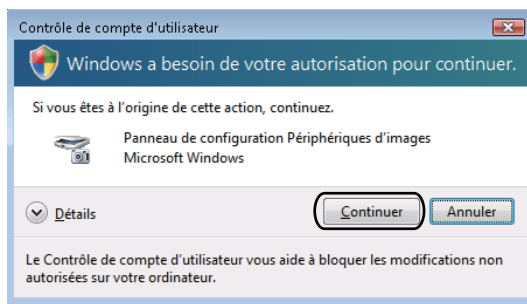 Contrôle de compte d'utilisateur
Windows a besoin de votre autorisation pour continuer.
Si vous êtes à l'origine de cette action, continuez.
Panneau de configuration Périphériques d'images
Microsoft Windows
Détails
Continuer
Annuler
Le Contrôle de compte d'utilisateur vous aide à bloquer les modifications non
autorisées sur votre ordinateur.